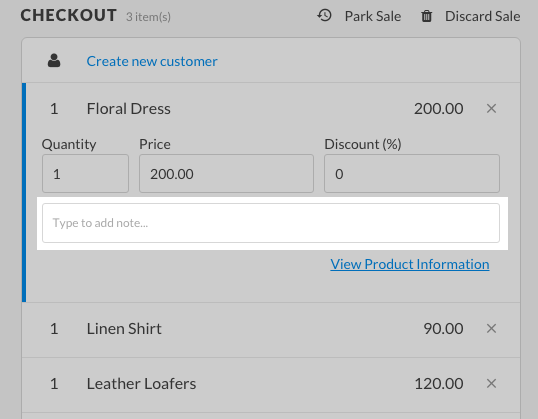 CHECKOUT 3 item(s) Park Sale Discard Sale
Create new customer
1 Floral Dress 200.00 ×
Quantity Price Discount (%)
1 200.00 0
Type to add note...
View Product Information
1 Linen Shirt 90.00 ×
1 Leather Loafers 120.00 ×